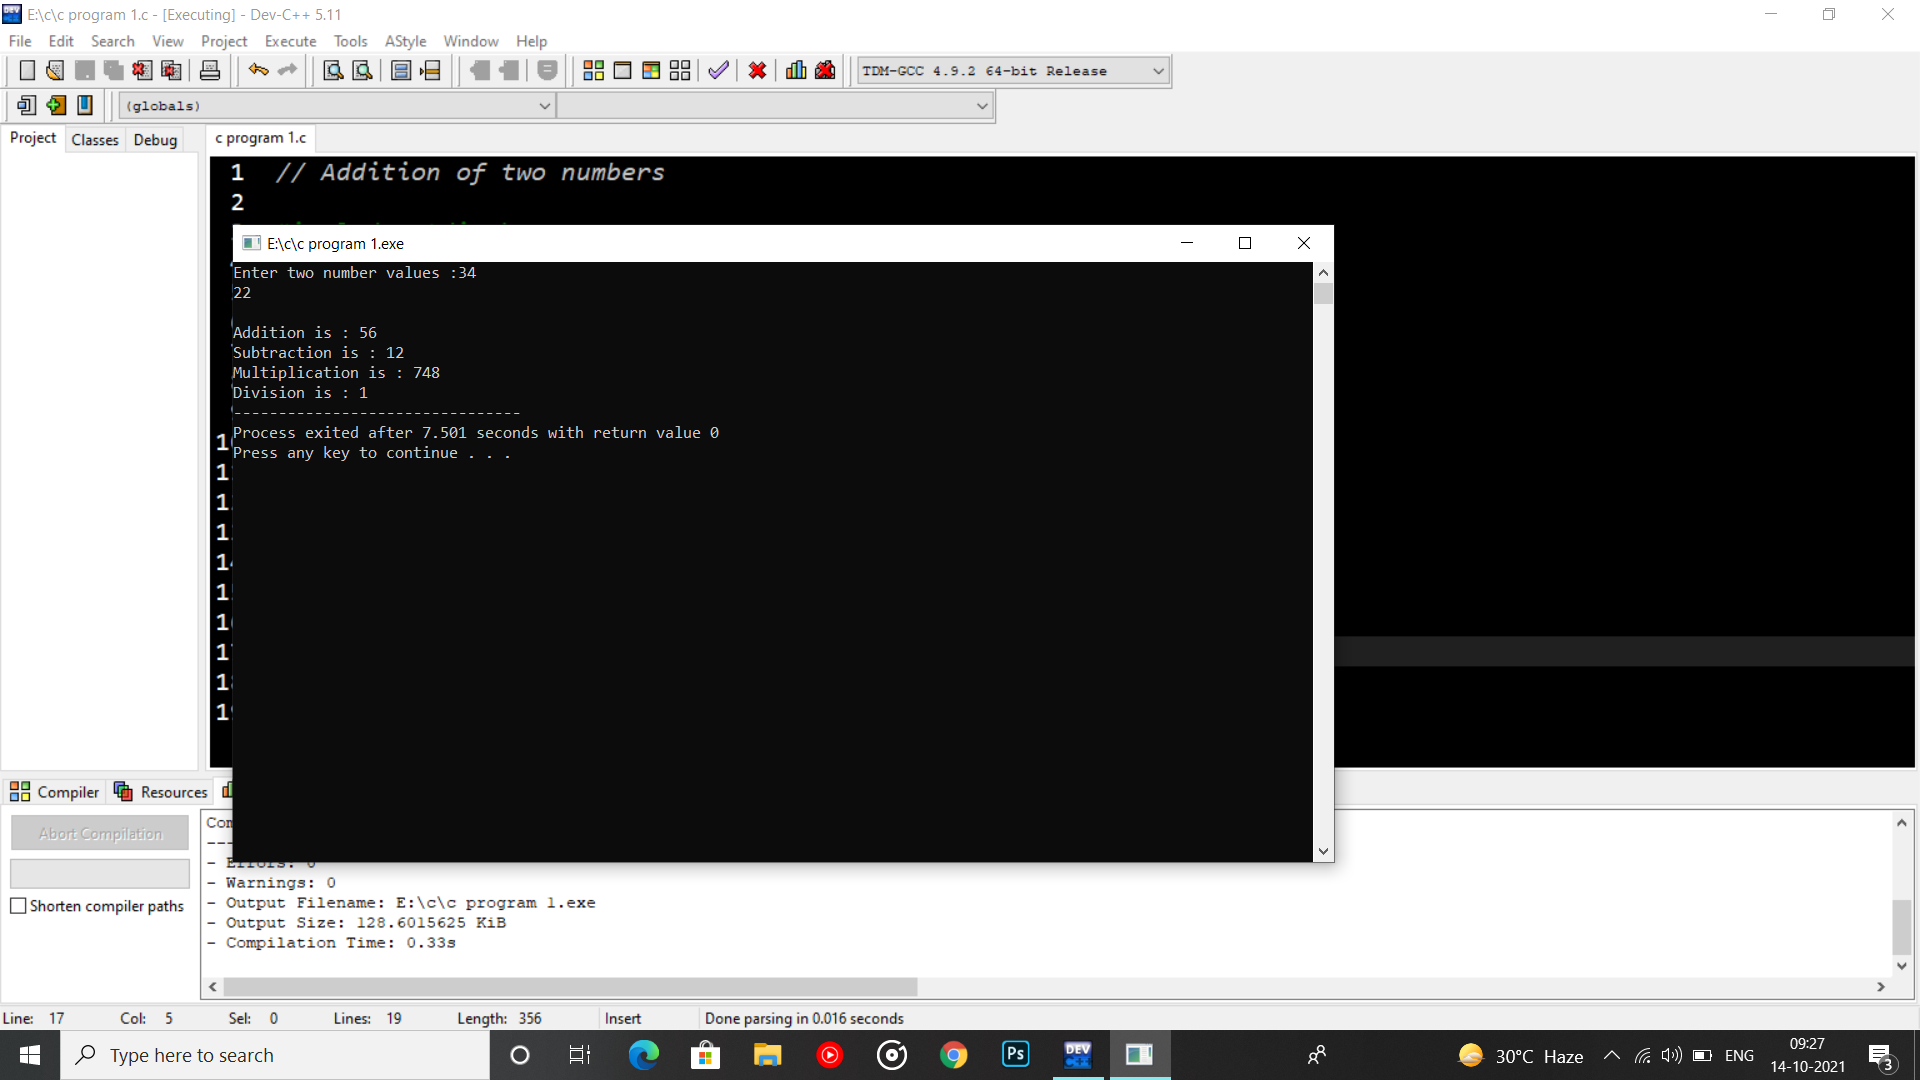 E:\c\c program 1.c - [Executing] - Dev-C++ 5.11
File Edit Search View Project Execute Tools AStyle Window Help
TDM-GCC 4.9.2 64-bit Release
(globals)
Project Classes Debug
c program 1.c
1 // Addition of two numbers
2
E:\c\c program 1.exe
Enter two number values :34
22
Addition is : 56
Subtraction is : 12
Multiplication is : 748
Division is : 1
--------------------------------
Process exited after 7.501 seconds with return value 0
Press any key to continue . . .
16
Compiler Resources
Abort Compilation
Shorten compiler paths
- Errors: 0
- Warnings: 0
- Output Filename: E:\c\c program 1.exe
- Output Size: 128.6015625 KiB
- Compilation Time: 0.33s
Line: 17 Col: 5 Sel: 0 Lines: 19 Length: 356 Insert Done parsing in 0.016 seconds
Type here to search
Ps
DEV C++
30°C Haze
ENG
09:27
14-10-2021
3